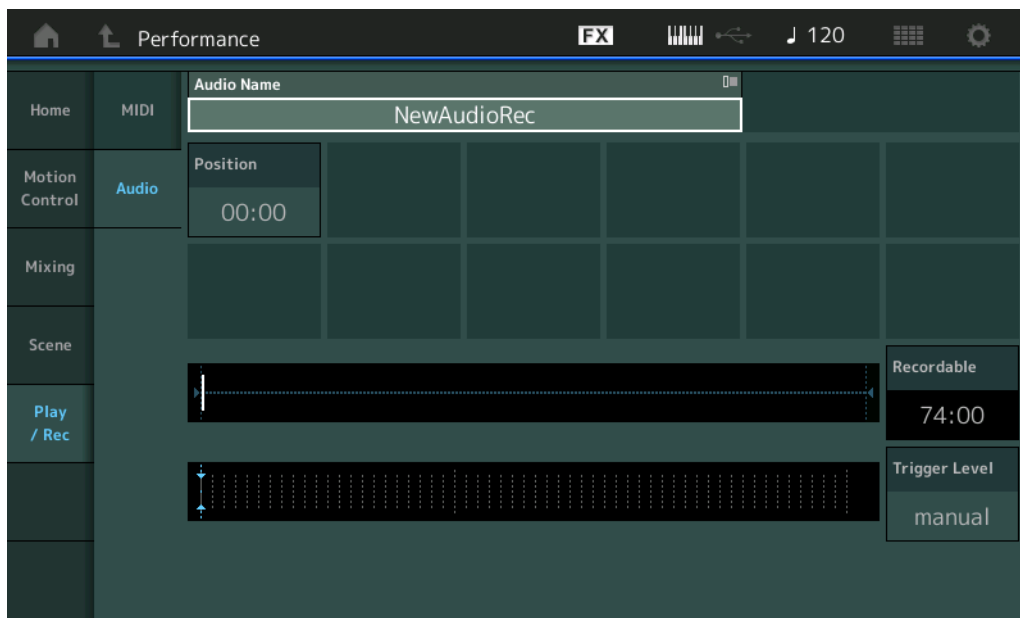 Performance
FX
120
Home
MIDI
Audio Name
NewAudioRec
Motion
Control
Audio
Position
00:00
Mixing
Scene
Play
/ Rec
Recordable
74:00
Trigger Level
manual